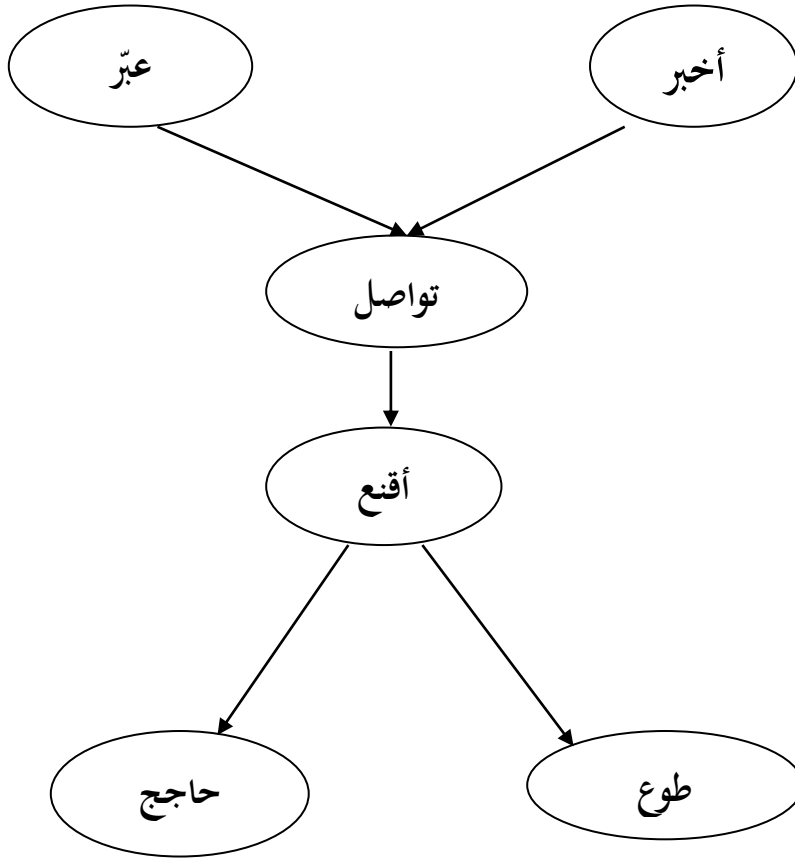 أخبر
عبّر
تواصل
أقنع
طوع
حاجج